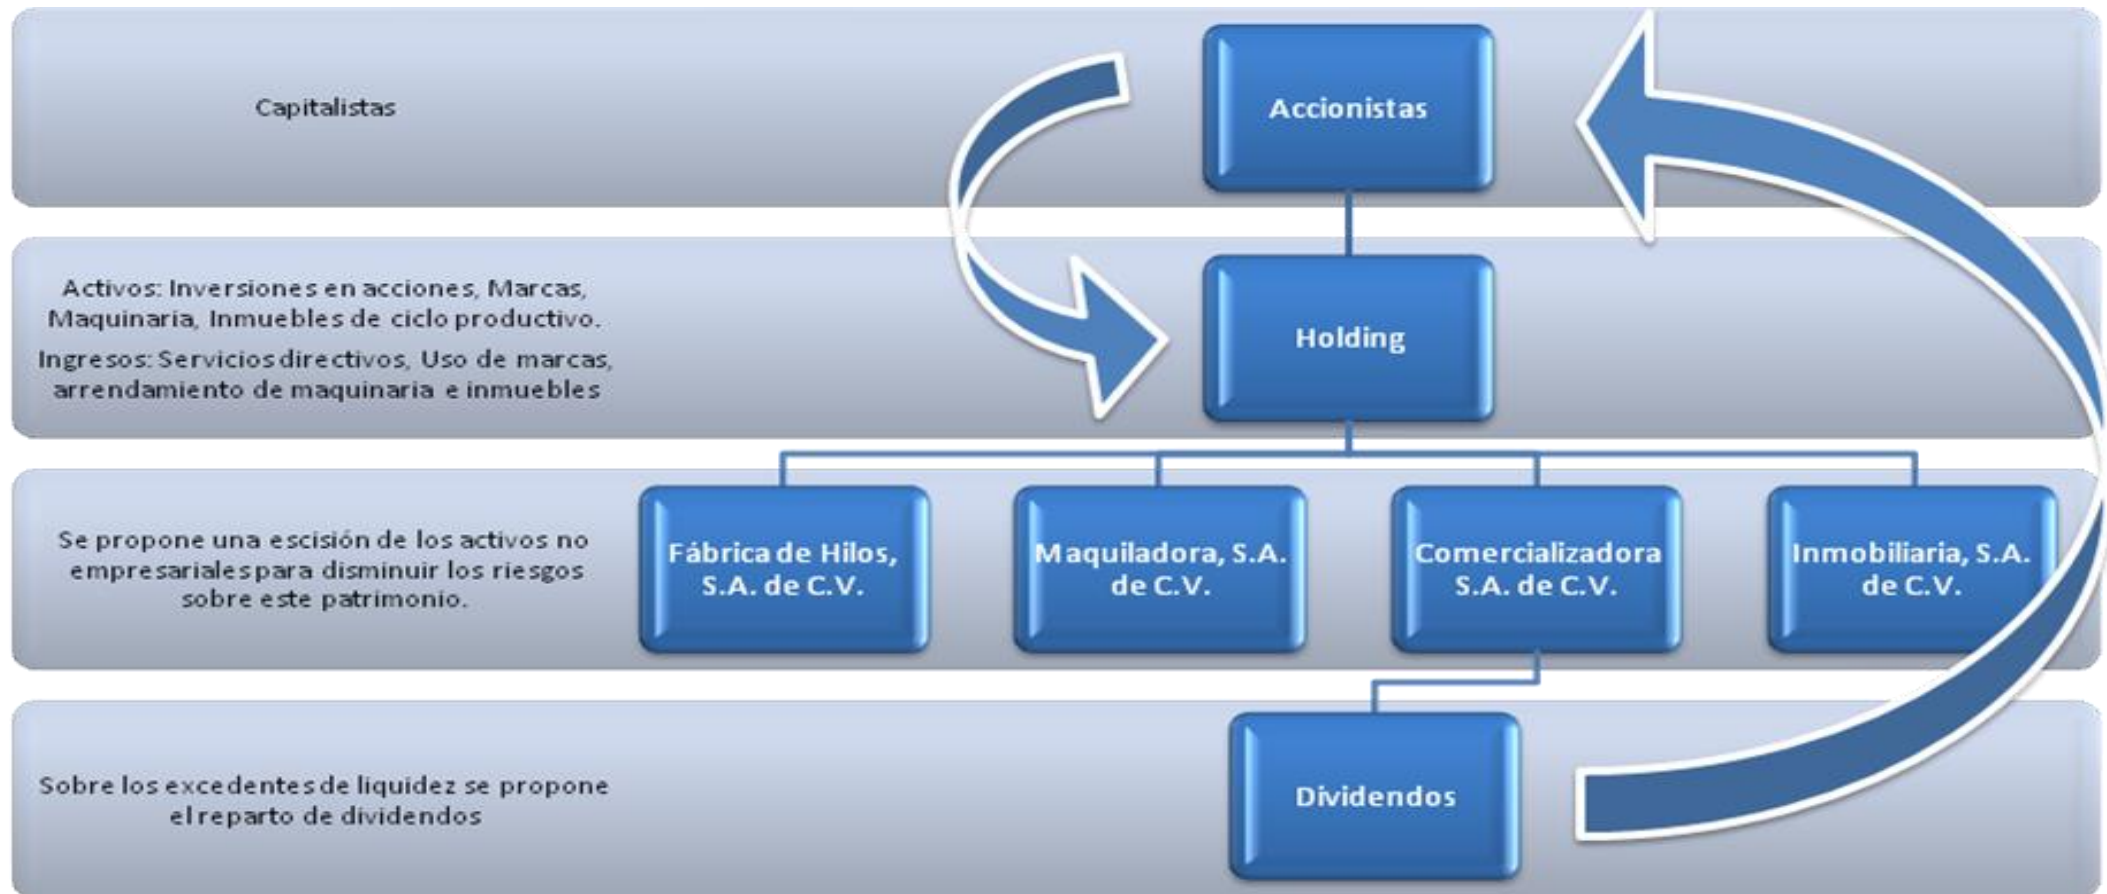 Capitalistas
Accionistas
Activos: Inversiones en acciones, Marcas,
Maquinaria, Inmuebles de ciclo productivo.
Ingresos: Servicios directivos, Uso de marcas,
arrendamiento de maquinaria e inmuebles
Holding
Se propone una escisión de los activos no
empresariales para disminuir los riesgos
sobre este patrimonio.
Fábrica de Hilos,
S.A. de C.V.
Maquiladora, S.A.
de C.V.
Comercializadora
S.A. de C.V.
Inmobiliaria, S.A.
de C.V.
Sobre los excedentes de liquidez se propone
el reparto de dividendos
Dividendos